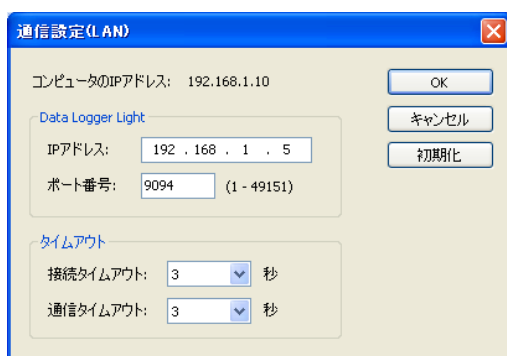 通信設定(LAN)
コンピュータのIPアドレス: 192.168.1.10
OK
Data Logger Light
キャンセル
IPアドレス: 192 . 168 . 1 . 5
初期化
ポート番号: 9094 (1 - 49151)
タイムアウト
接続タイムアウト: 3 秒
通信タイムアウト: 3 秒